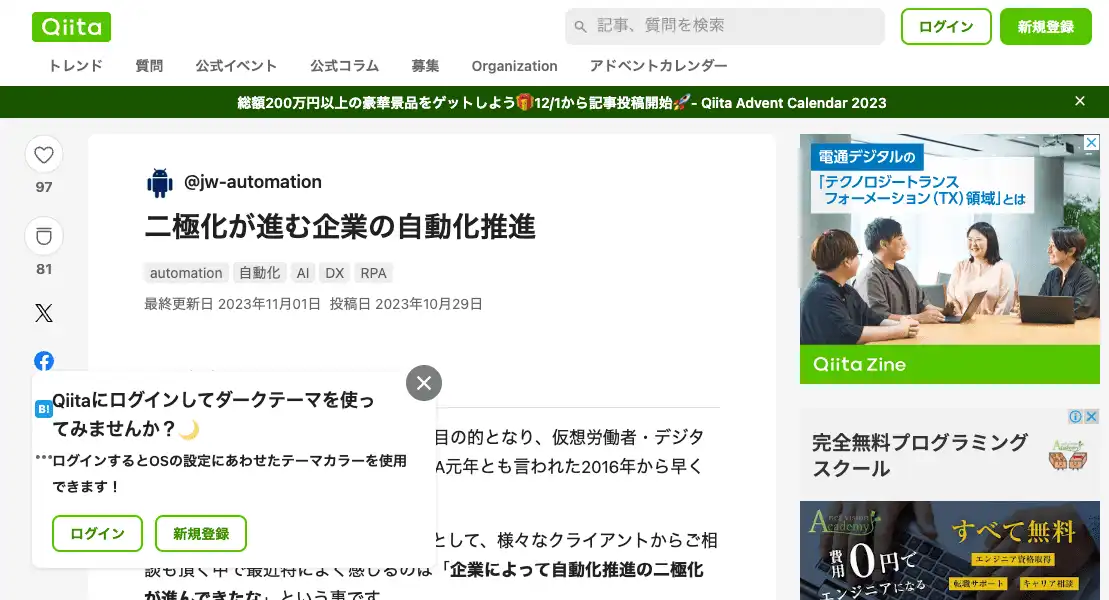 Qiita
記事、質問を検索
ログイン
新規登録
トレンド 質問 公式イベント 公式コラム 募集 Organization アドベントカレンダー
総額200万円以上の豪華景品をゲットしよう🎁12/1から記事投稿開始🚀- Qiita Advent Calendar 2023
97
81
@jw-automation
二極化が進む企業の自動化推進
automation 自動化 AI DX RPA
最終更新日 2023年11月01日 投稿日 2023年10月29日
Qiitaにログインしてダークテーマを使っ
てみませんか？🌙
ログインするとOSの設定にあわせたテーマカラーを使用
できます！
ログイン
新規登録
B!
目の的となり、仮想労働者・デジタ
A元年とも言われた2016年から早く
として、様々なクライアントからご相
談も頂く中で最近特によく感じるのは「企業によって自動化推進の二極化
が進んできたな」という事です
電通デジタルの
「テクノロジートランス
フォーメーション（TX）領域」とは
Qiita Zine
完全無料プログラミング
スクール
Academy
すべて無料
費用0円で
エンジニアになる
エンジニア資格取得
転職サポート
キャリア相談